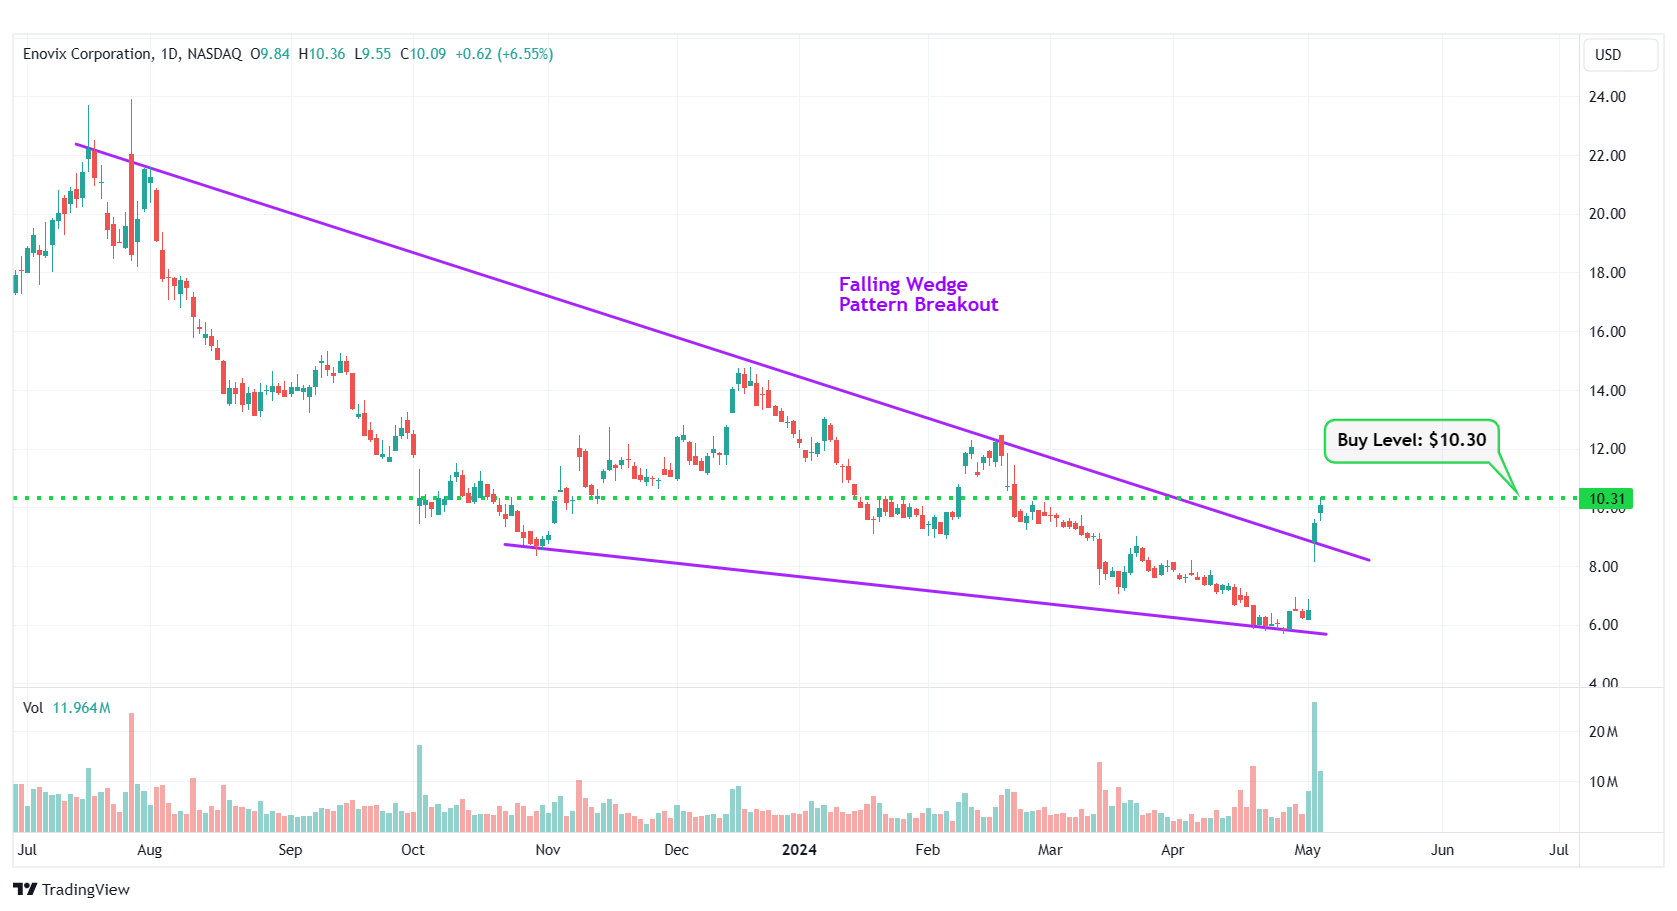 Enovix Corporation, 1D, NASDAQ O9.84 H10.36 L9.55 C10.09 +0.62 (+6.55%)
USD
24.00
22.00
20.00
18.00
Falling Wedge
Pattern Breakout
16.00
14.00
Buy Level: $10.30
12.00
10.31
10.00
8.00
6.00
4.00
Vol 11.964M
20M
10M
Jul Aug Sep Oct Nov Dec 2024 Feb Mar Apr May Jun Jul
TradingView